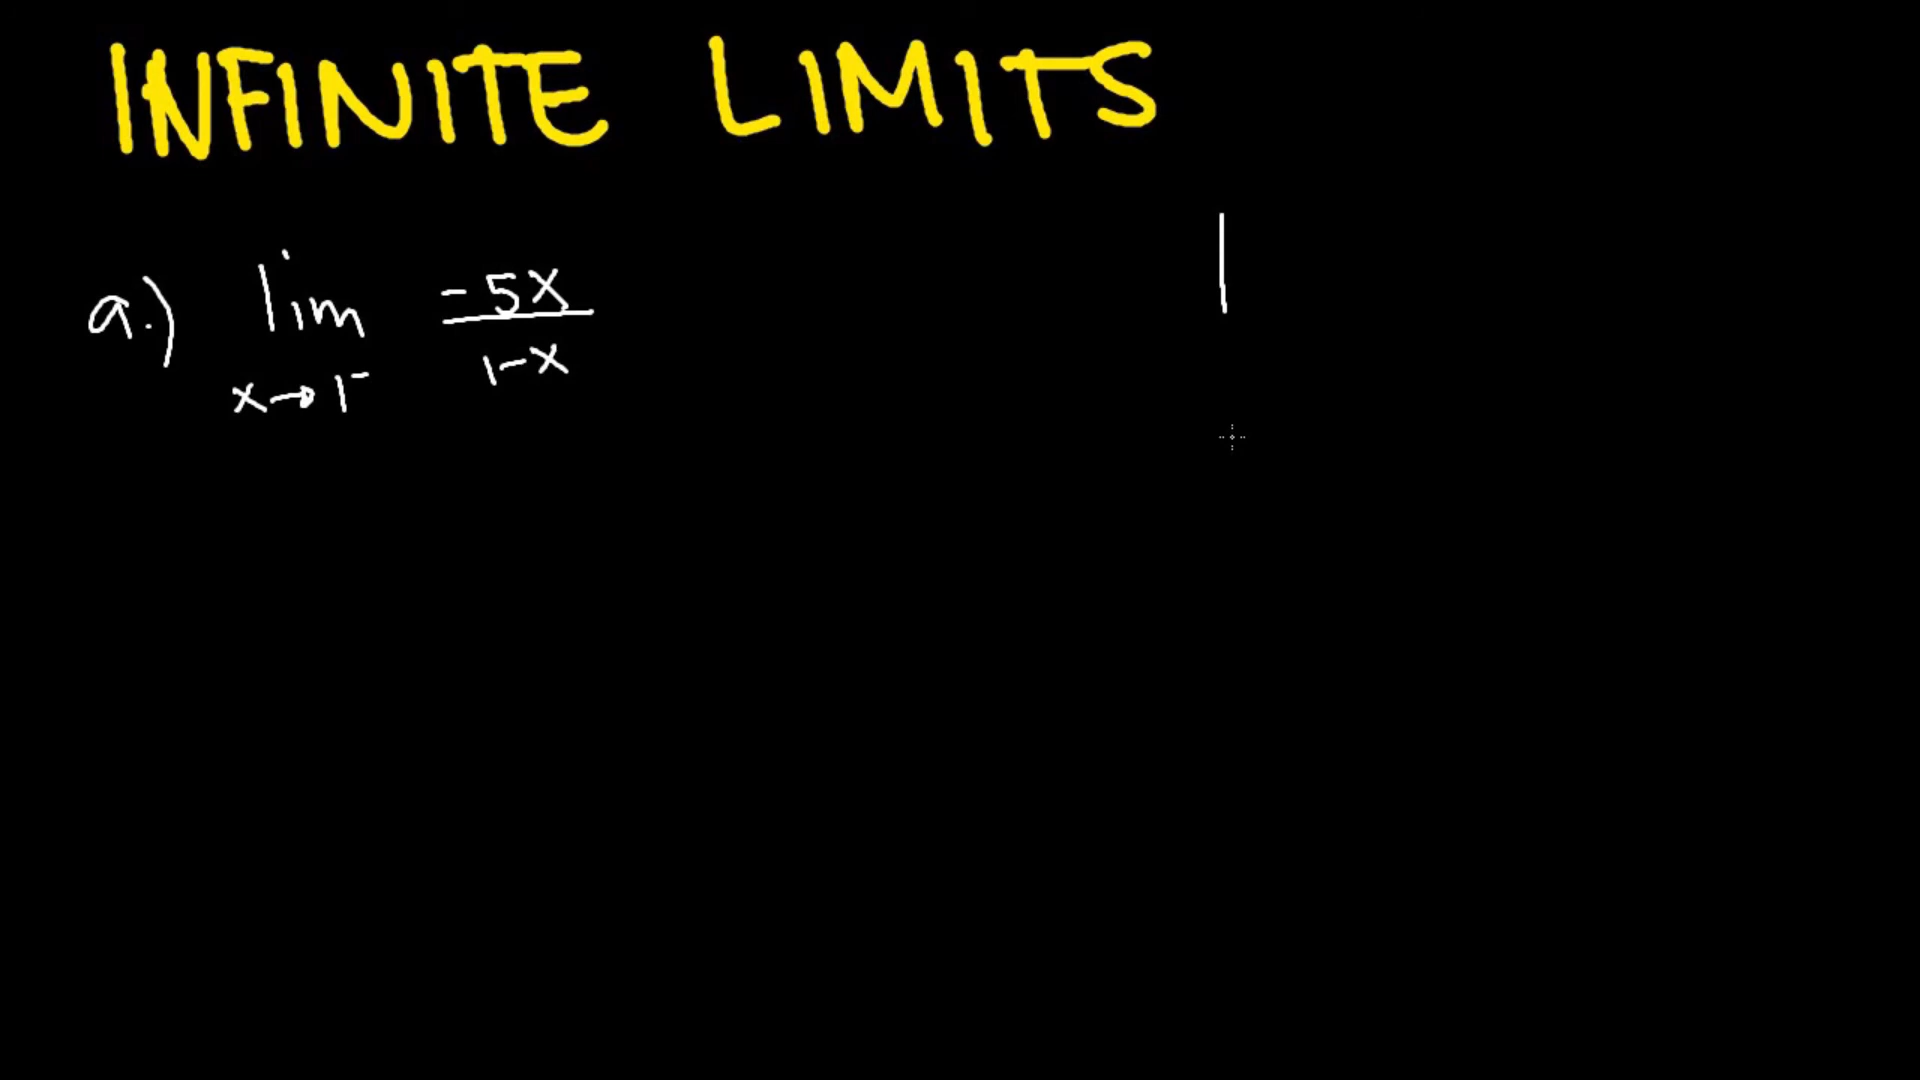 INFINITE LIMITS
a.) lim -5x
x→1⁻ 1-x